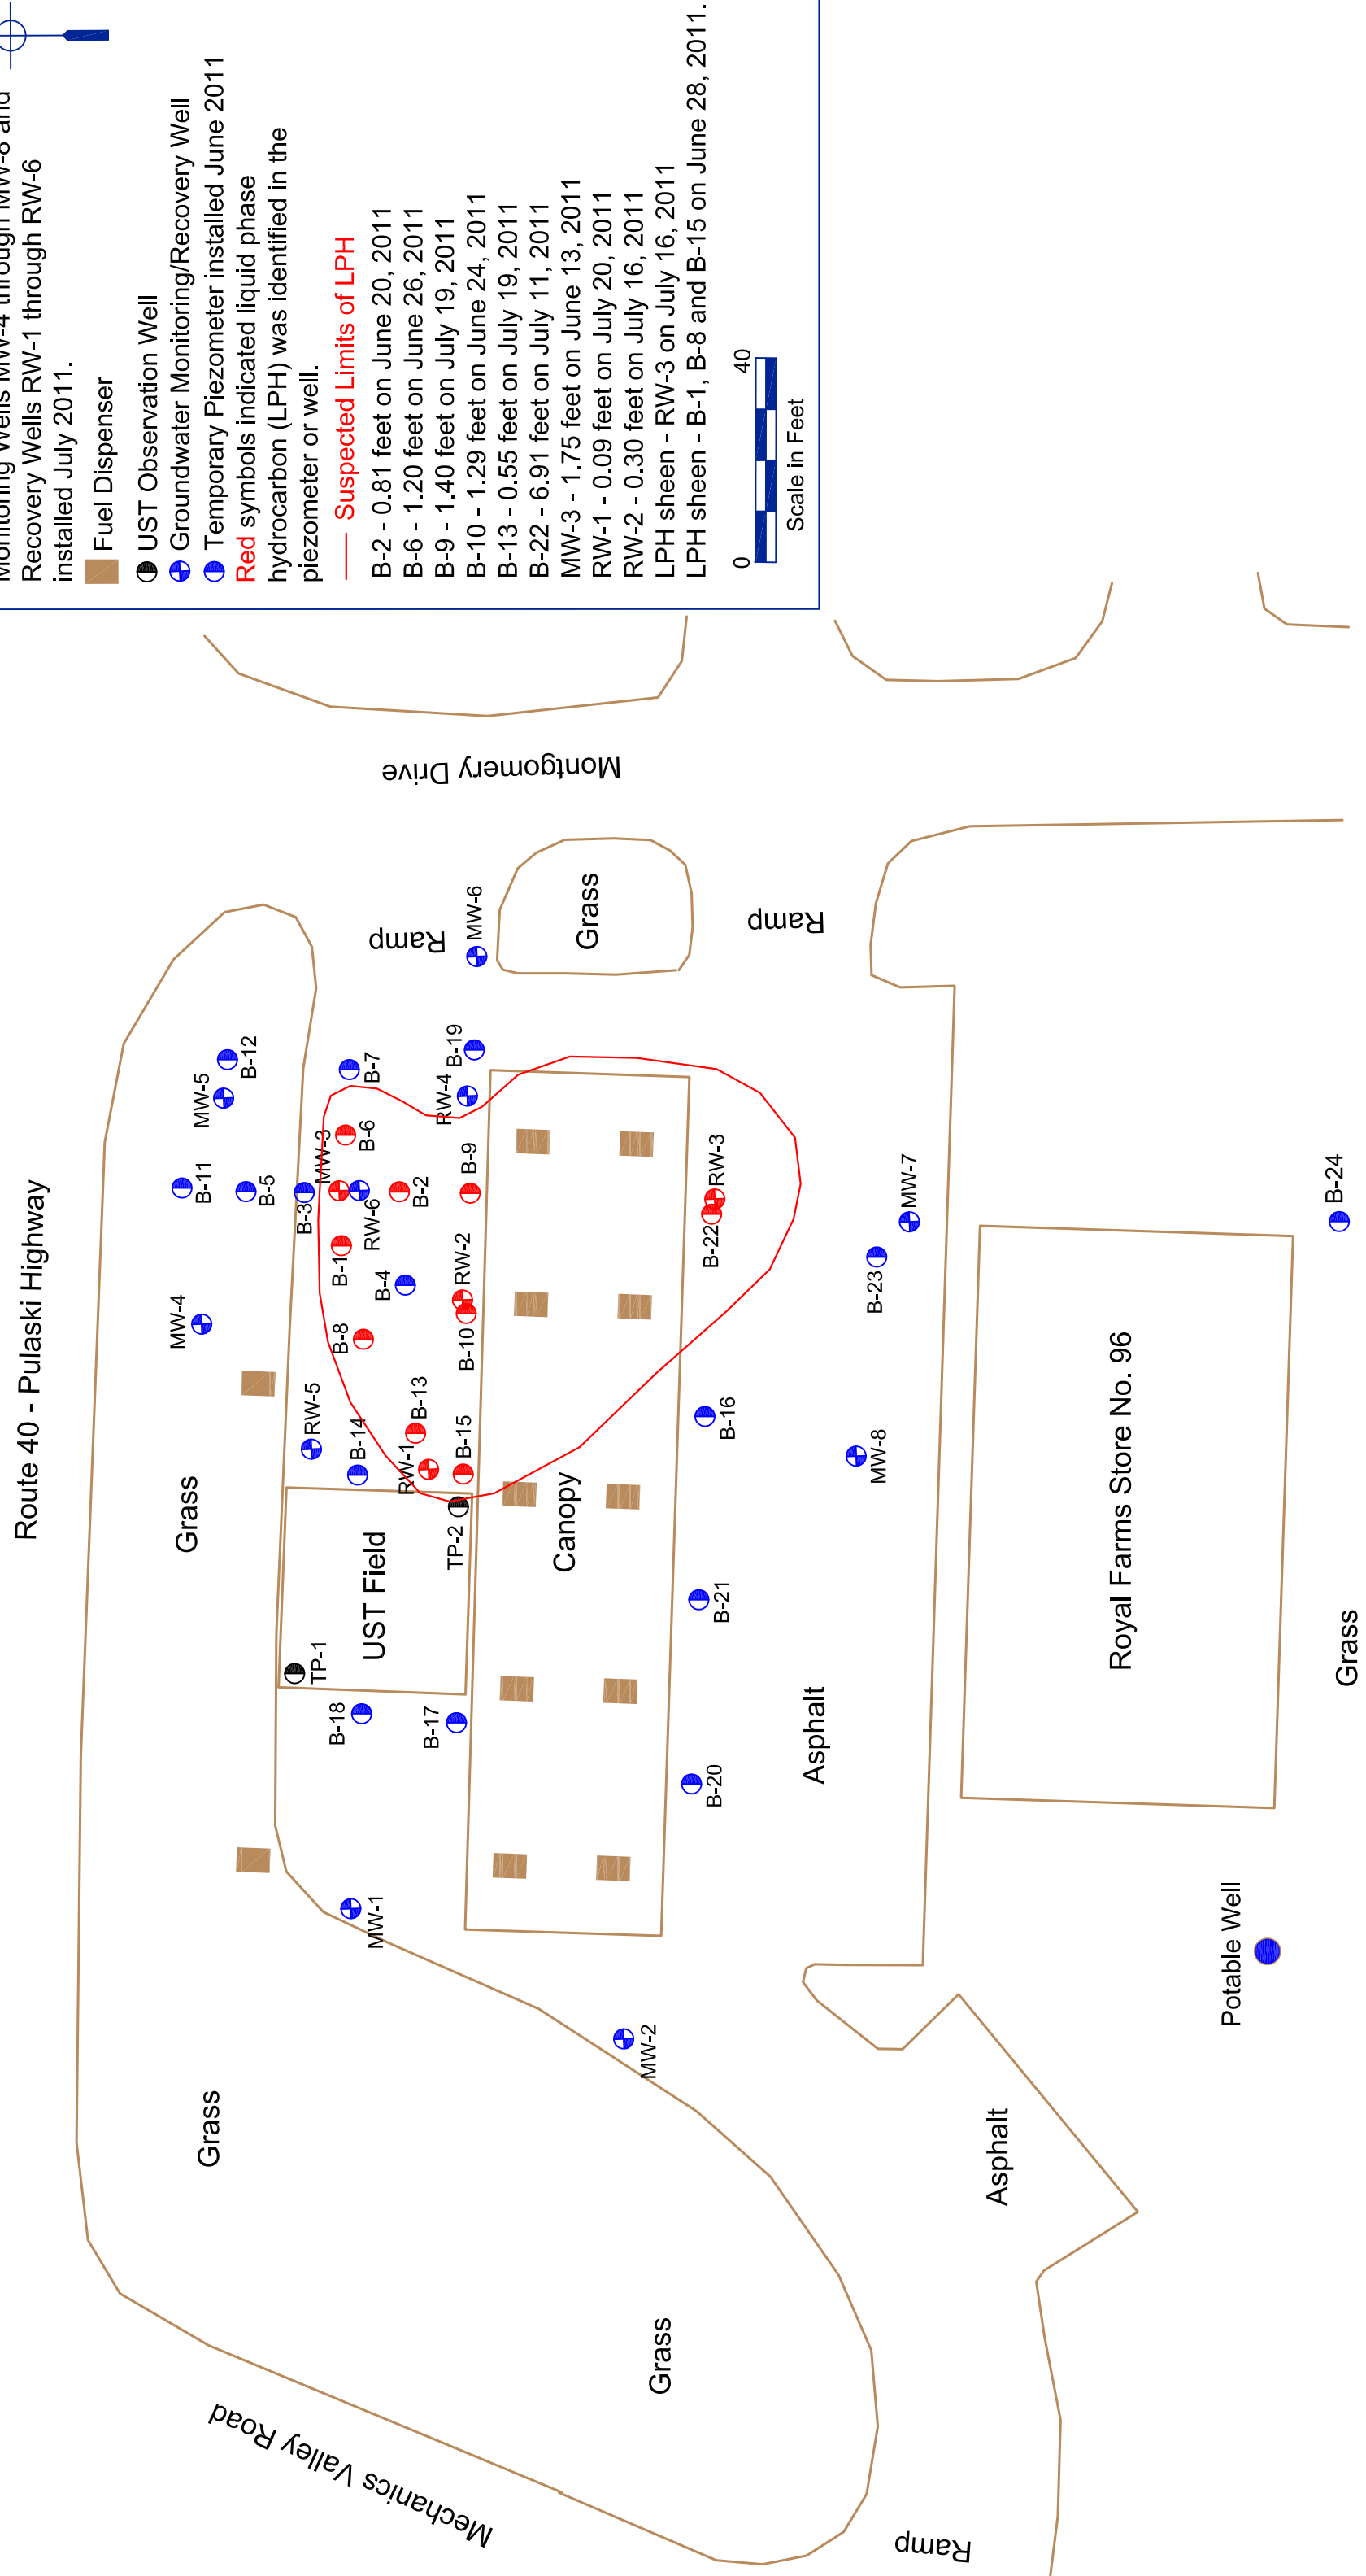 Monitoring Wells MW-4 through MW-8 and
Recovery Wells RW-1 through RW-6
installed July 2011.
Fuel Dispenser
UST Observation Well
Groundwater Monitoring/Recovery Well
Temporary Piezometer installed June 2011
Red symbols indicated liquid phase
hydrocarbon (LPH) was identified in the
piezometer or well.
Suspected Limits of LPH
B-2 - 0.81 feet on June 20, 2011
B-6 - 1.20 feet on June 26, 2011
B-9 - 1.40 feet on July 19, 2011
B-10 - 1.29 feet on June 24, 2011
B-13 - 0.55 feet on July 19, 2011
B-22 - 6.91 feet on July 11, 2011
MW-3 - 1.75 feet on June 13, 2011
RW-1 - 0.09 feet on July 20, 2011
RW-2 - 0.30 feet on July 16, 2011
LPH sheen - RW-3 on July 16, 2011
LPH sheen - B-1, B-8 and B-15 on June 28, 2011.
0 40
Scale in Feet
Route 40 - Pulaski Highway
Montgomery Drive
Mechanics Valley Road
Ramp
Ramp
Ramp
Grass
Grass
Grass
Grass
Grass
MW-6
B-12
MW-5
B-7
B-19
RW-4
B-11
B-5
B-3
MW-3
B-6
RW-6
B-2
B-9
B-1
B-4
RW-2
B-10
B-8
MW-4
RW-5
B-14
B-13
RW-1
B-15
TP-2
UST Field
TP-1
B-18
B-17
Canopy
RW-3
B-22
MW-7
B-23
B-24
B-16
MW-8
B-21
B-20
Asphalt
Royal Farms Store No. 96
MW-1
MW-2
Potable Well
Asphalt